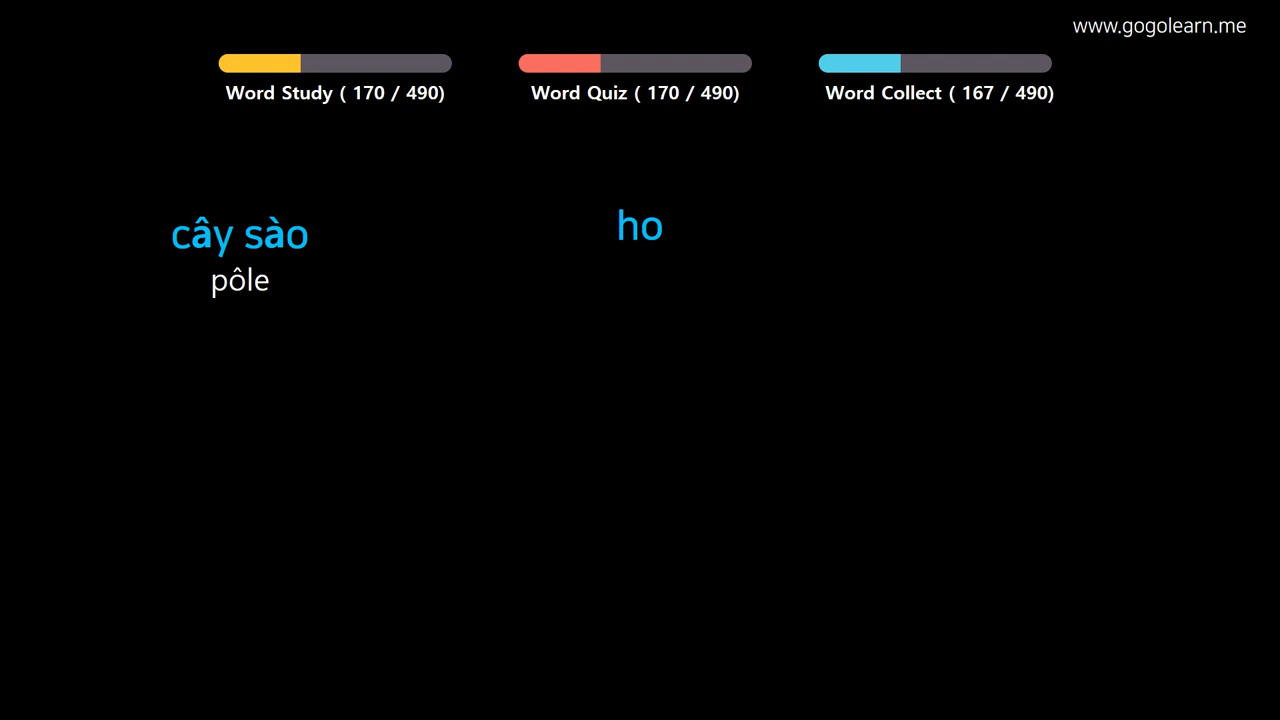 www.gogolearn.me
Word Study ( 170 / 490)
Word Quiz ( 170 / 490)
Word Collect ( 167 / 490)
cây sào
pôle
ho